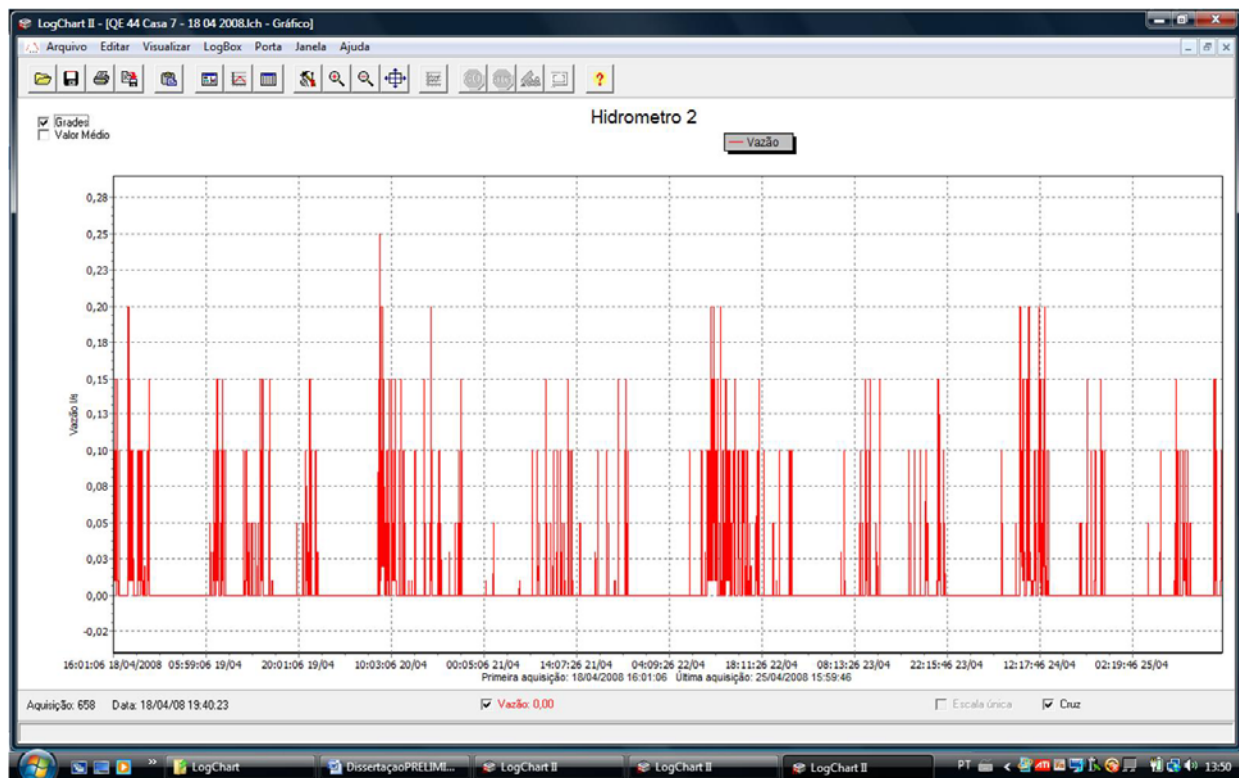 LogChart II - [QE 44 Casa 7 - 18 04 2008.lch - Gráfico]
Arquivo Editar Visualizar LogBox Porta Janela Ajuda
Grades
Valor Médio
Hidrometro 2
Vazão
Vazão l/s
0,28
0,25
0,23
0,20
0,18
0,15
0,13
0,10
0,08
0,05
0,03
0,00
-0,02
16:01:06 18/04/2008 05:59:06 19/04 20:01:06 19/04 10:03:06 20/04 00:05:06 21/04 14:07:26 21/04 04:09:26 22/04 18:11:26 22/04 08:13:26 23/04 22:15:46 23/04 12:17:46 24/04 02:19:46 25/04
Primeira aquisição: 18/04/2008 16:01:06 Última aquisição: 25/04/2008 15:59:46
Aquisição: 658 Data: 18/04/08 19:40:23 Vazão: 0,00 Escala única Cruz
LogChart DissertaçaoPRELIMI... LogChart II LogChart II LogChart II PT 13:50